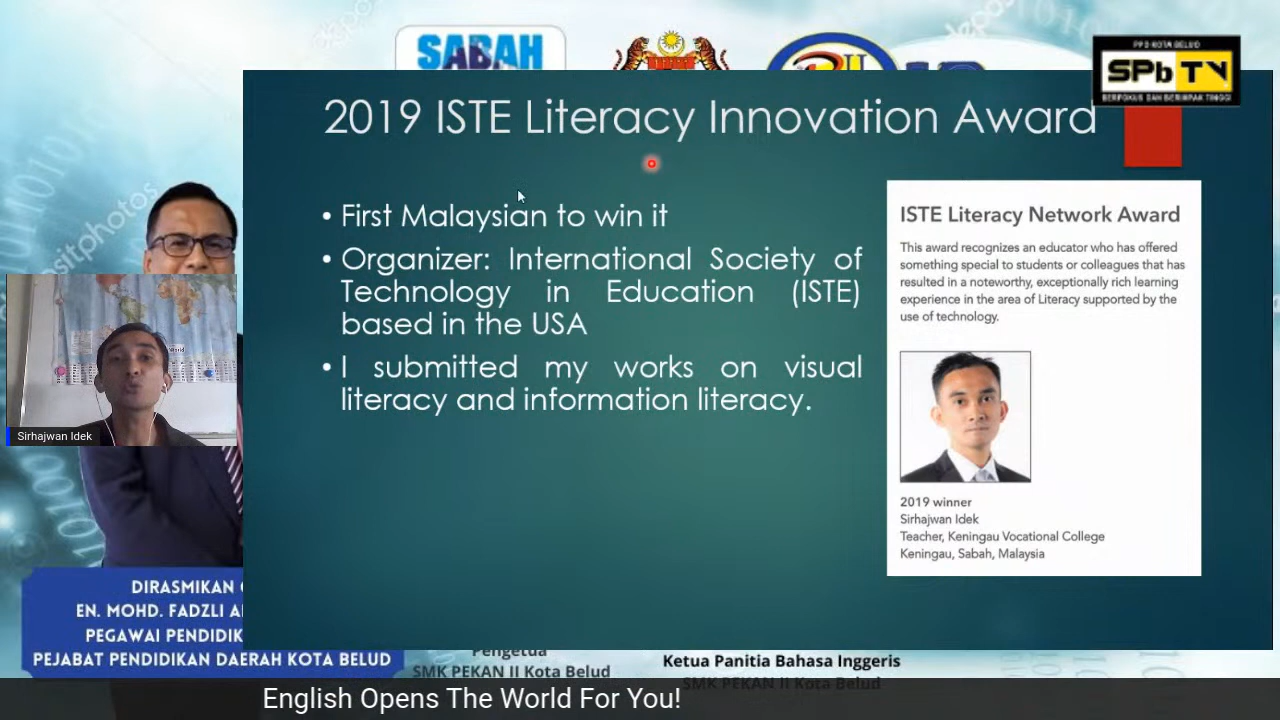 SABAH
PPD KOTA BELUD
SPbTV
BERFOKUS DAN BERIMPAK TINGGI
2019 ISTE Literacy Innovation Award
• First Malaysian to win it
• Organizer: International Society of
Technology in Education (ISTE)
based in the USA
• I submitted my works on visual
literacy and information literacy.
ISTE Literacy Network Award
This award recognizes an educator who has offered
something special to students or colleagues that has
resulted in a noteworthy, exceptionally rich learning
experience in the area of Literacy supported by the
use of technology.
2019 winner
Sirhajwan Idek
Teacher, Keningau Vocational College
Keningau, Sabah, Malaysia
Sirhajwan Idek
DIRASMIKAN
EN. MOHD. FADZLI
PEGAWAI
PEJABAT PENDIDIKAN DAERAH KOTA BELUD
Pengetua
SMK PEKAN II Kota Belud
Ketua Panitia Bahasa Inggeris
SMK PEKAN II Kota Belud
English Opens The World For You!